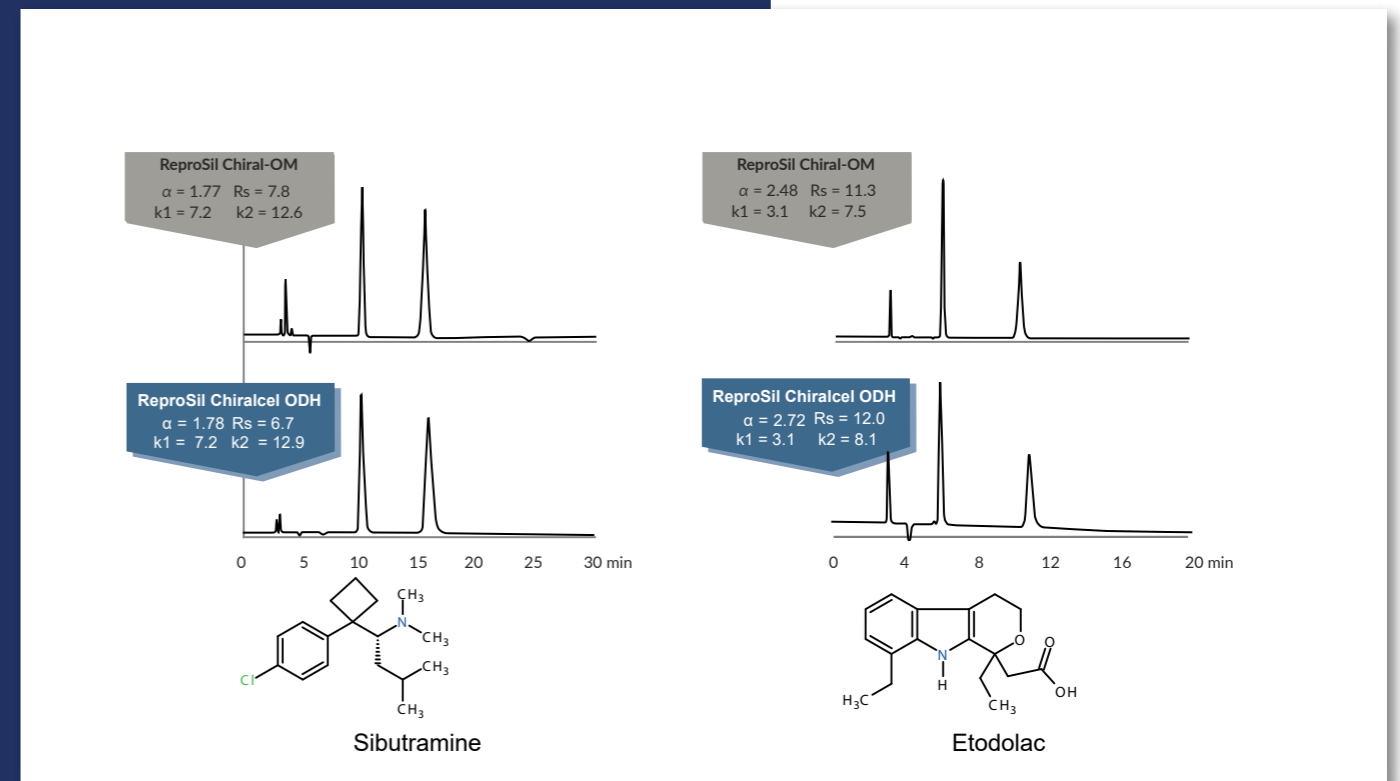 ReproSil Chiral-OM
α = 1.77 Rs = 7.8
k1 = 7.2 k2 = 12.6
ReproSil Chiral-OM
α = 2.48 Rs = 11.3
k1 = 3.1 k2 = 7.5
ReproSil Chiralcel ODH
α = 1.78 Rs = 6.7
k1 = 7.2 k2 = 12.9
ReproSil Chiralcel ODH
α = 2.72 Rs = 12.0
k1 = 3.1 k2 = 8.1
0 5 10 15 20 25 30 min
0 4 8 12 16 20 min
CH3
N
CH3
CH3
Cl
CH3
O
O
N
H
OH
H3C
CH3
Sibutramine
Etodolac